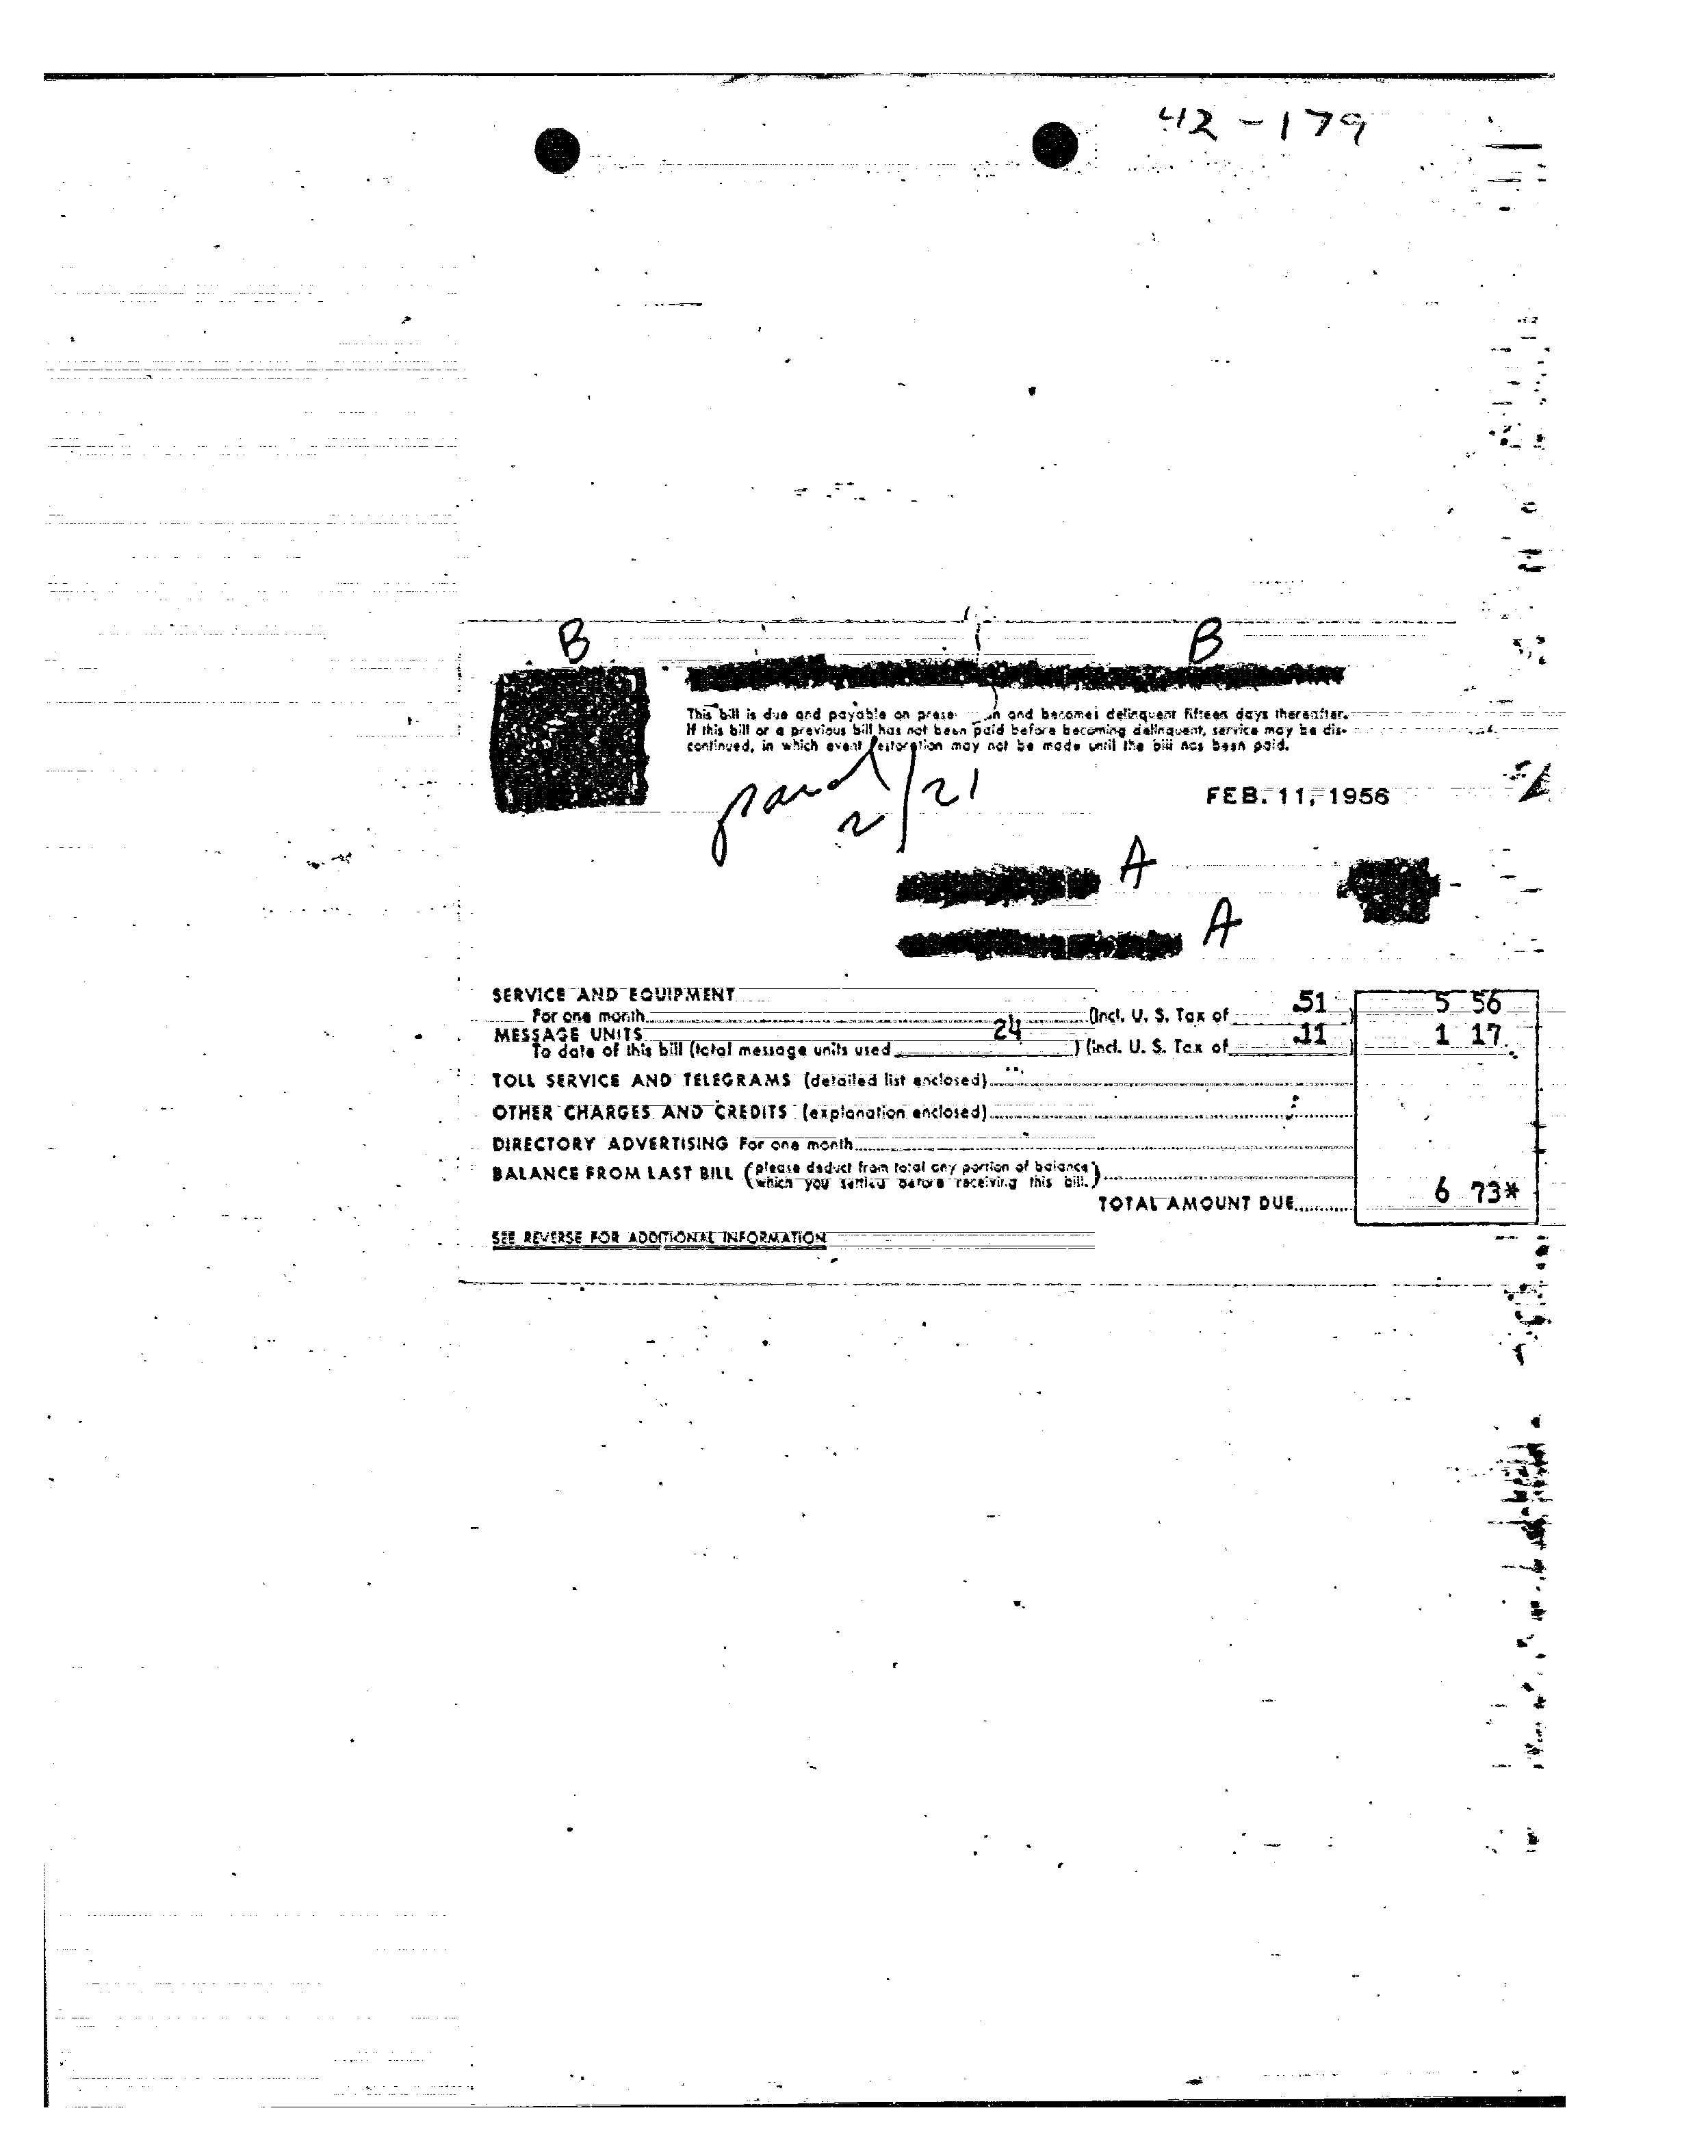 42-179
B B
This bill is due and payable on prese n and becomes delinquent fifteen days thereafter.
If this bill or a previous bill has not been paid before becoming delinquent, service may be dis-
continued, in which event restoration may not be made until the bill has been paid.
paid 2/21
FEB. 11, 1956
A
A
SERVICE AND EQUIPMENT
For one month (Incl. U. S. Tax of .51 ) 5 56
MESSAGE UNITS
To date of this bill (total message units used 24 ) (Incl. U. S. Tax of .11 ) 1 17
TOLL SERVICE AND TELEGRAMS (detailed list enclosed)
OTHER CHARGES AND CREDITS (explanation enclosed)
DIRECTORY ADVERTISING For one month
BALANCE FROM LAST BILL (please deduct from total any portion of balance
which you settled before receiving this bill.)
TOTAL AMOUNT DUE 6 73*
SEE REVERSE FOR ADDITIONAL INFORMATION